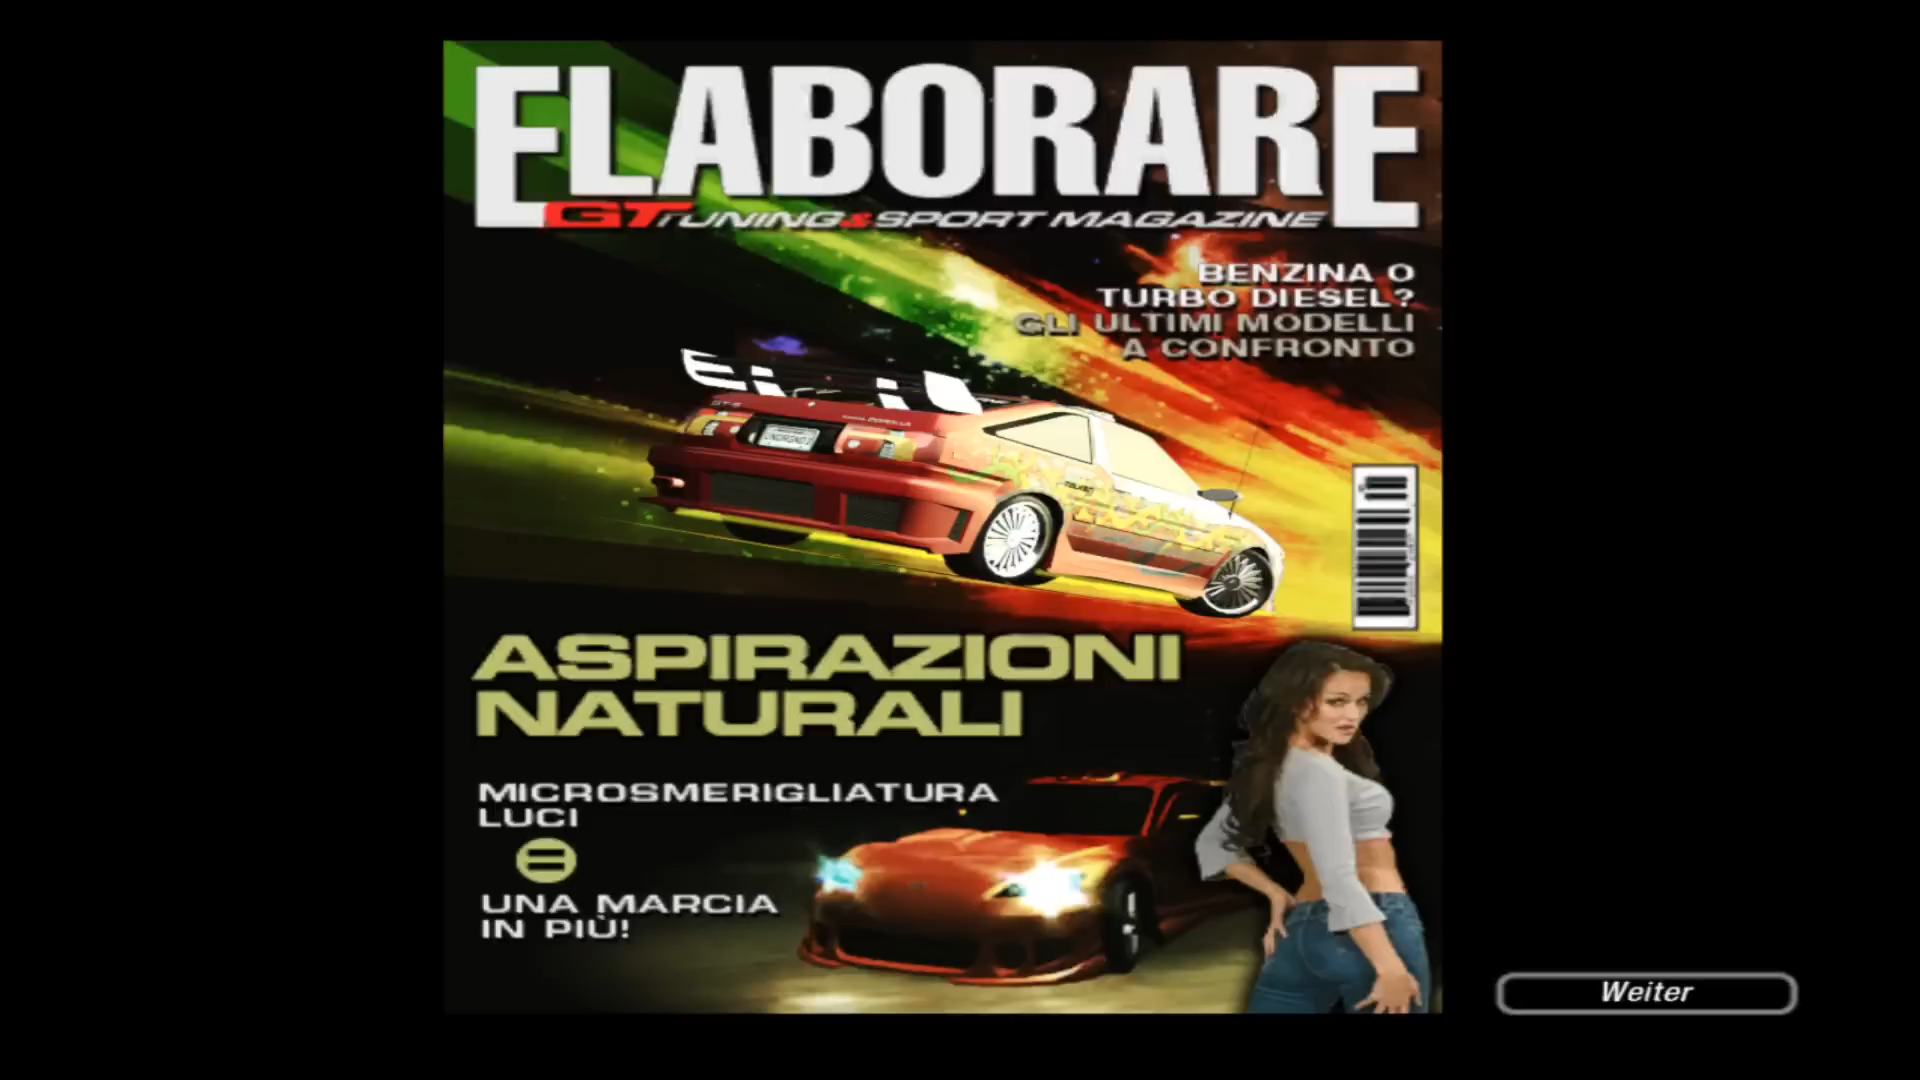 ELABORARE
GT TUNING & SPORT MAGAZINE
BENZINA O
TURBO DIESEL?
GLI ULTIMI MODELLI
A CONFRONTO
ASPIRAZIONI
NATURALI
MICROSMERIGLIATURA
LUCI
=
UNA MARCIA
IN PIÙ!
Weiter